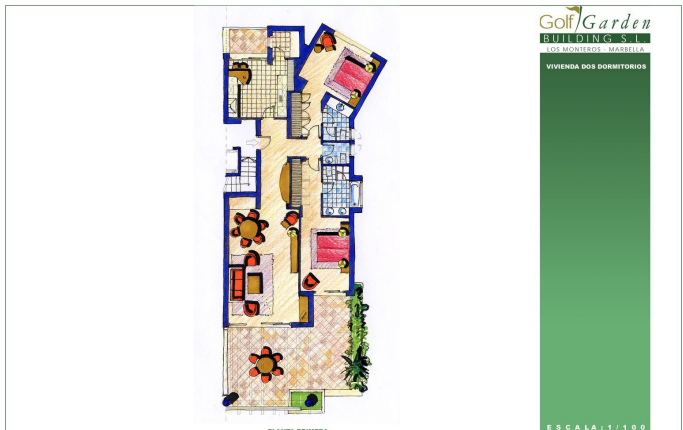 Golf Garden
BUILDING S.L.
LOS MONTEROS - MARBELLA
VIVIENDA DOS DORMITORIOS
ESCALA: 1/100